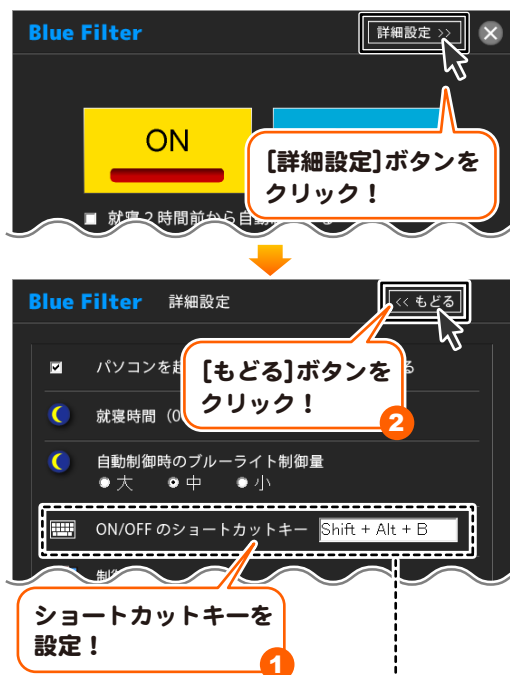 Blue Filter 詳細設定 >>
ON
[詳細設定]ボタンを
クリック！
就寝2時間前から自動
Blue Filter 詳細設定 << もどる
パソコンを
[もどる]ボタンを
クリック！
2
就寝時間（0
自動制御時のブルーライト制御量
大 中 小
ON/OFF のショートカットキー Shift + Alt + B
ショートカットキーを
設定！
1